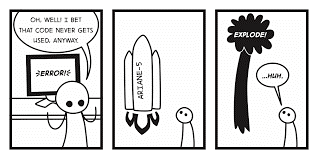 OH, WELL! I BET
THAT CODE NEVER GETS
USED, ANYWAY.
ERROR!
ARIANE-5
EXPLODE!
...HUH.